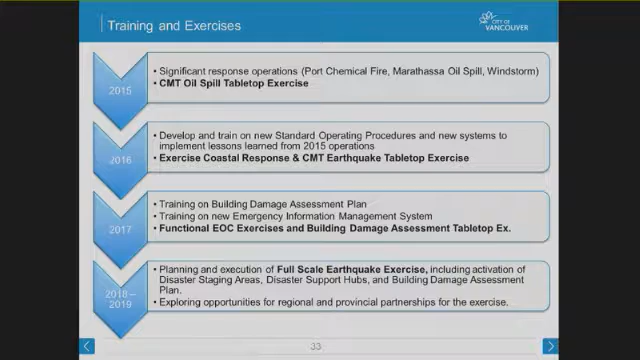 Training and Exercises
CITY OF
VANCOUVER
2015
• Significant response operations (Port Chemical Fire, Marathassa Oil Spill, Windstorm)
• CMT Oil Spill Tabletop Exercise
2016
• Develop and train on new Standard Operating Procedures and new systems to
implement lessons learned from 2015 operations
• Exercise Coastal Response & CMT Earthquake Tabletop Exercise
2017
• Training on Building Damage Assessment Plan
• Training on new Emergency Information Management System
• Functional EOC Exercises and Building Damage Assessment Tabletop Ex.
2018 –
2019
• Planning and execution of Full Scale Earthquake Exercise, including activation of
Disaster Staging Areas, Disaster Support Hubs, and Building Damage Assessment
Plan.
• Exploring opportunities for regional and provincial partnerships for the exercise.
33